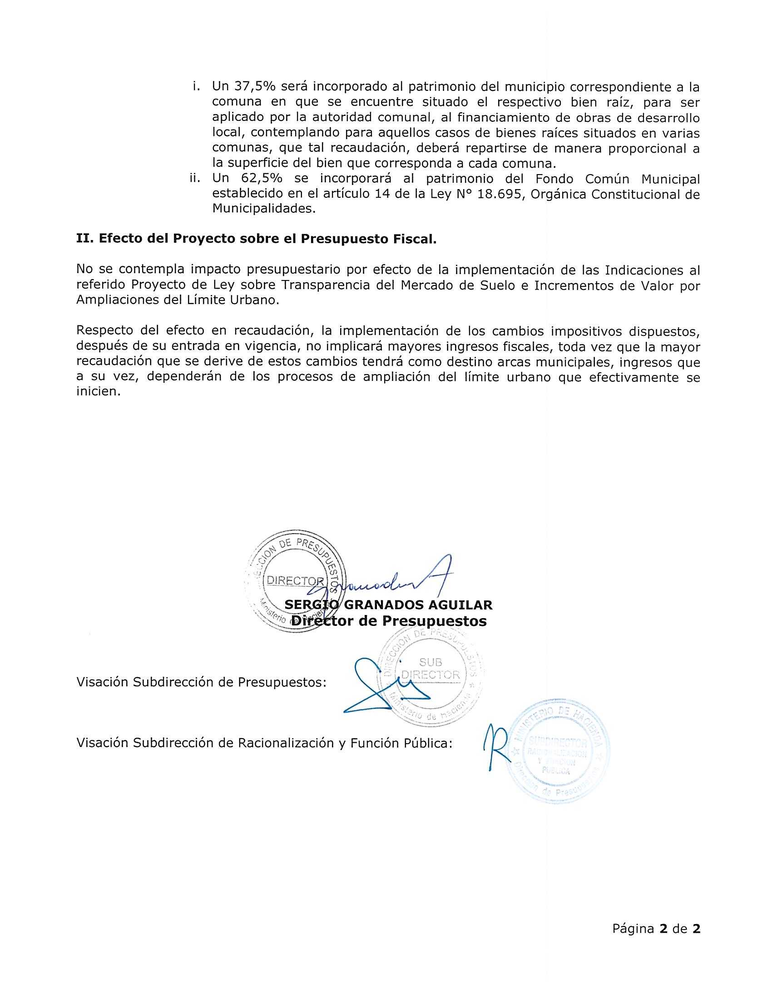 i. Un 37,5% será incorporado al patrimonio del municipio correspondiente a la
comuna en que se encuentre situado el respectivo bien raíz, para ser
aplicado por la autoridad comunal, al financiamiento de obras de desarrollo
local, contemplando para aquellos casos de bienes raíces situados en varias
comunas, que tal recaudación, deberá repartirse de manera proporcional a
la superficie del bien que corresponda a cada comuna.
ii. Un 62,5% se incorporará al patrimonio del Fondo Común Municipal
establecido en el artículo 14 de la Ley N° 18.695, Orgánica Constitucional de
Municipalidades.
II. Efecto del Proyecto sobre el Presupuesto Fiscal.
No se contempla impacto presupuestario por efecto de la implementación de las Indicaciones al
referido Proyecto de Ley sobre Transparencia del Mercado de Suelo e Incrementos de Valor por
Ampliaciones del Límite Urbano.
Respecto del efecto en recaudación, la implementación de los cambios impositivos dispuestos,
después de su entrada en vigencia, no implicará mayores ingresos fiscales, toda vez que la mayor
recaudación que se derive de estos cambios tendrá como destino arcas municipales, ingresos que
a su vez, dependerán de los procesos de ampliación del límite urbano que efectivamente se
inicien.
DE PRESUPUESTOS
DIRECTOR
Ministerio de Hacienda
SERGIO GRANADOS AGUILAR
Director de Presupuestos
DIRECCION DE PRESUPUESTOS
SUB
DIRECTOR
Ministerio de Hacienda
Visación Subdirección de Presupuestos:
MINISTERIO DE HACIENDA
SUBDIRECTOR
RACIONALIZACION
Y FUNCION
PUBLICA
Dirección de Presupuestos
Visación Subdirección de Racionalización y Función Pública:
Página 2 de 2